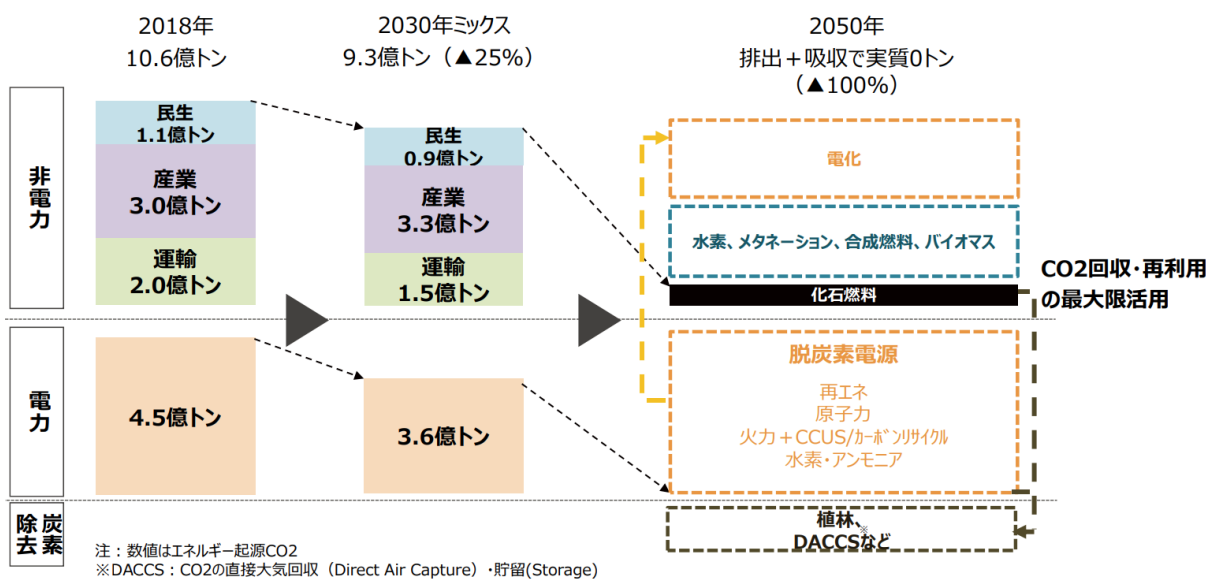 2018年
10.6億トン
2030年ミックス
9.3億トン（▲25%）
2050年
排出＋吸収で実質0トン
（▲100%）
非電力
民生
1.1億トン
産業
3.0億トン
運輸
2.0億トン
民生
0.9億トン
産業
3.3億トン
運輸
1.5億トン
電化
水素、メタネーション、合成燃料、バイオマス
化石燃料
CO2回収・再利用
の最大限活用
電力
4.5億トン
3.6億トン
脱炭素電源
再エネ
原子力
火力＋CCUS/カーボンリサイクル
水素・アンモニア
炭素
除去
植林、
DACCSなど
※
注：数値はエネルギー起源CO2
※DACCS：CO2の直接大気回収（Direct Air Capture）・貯留(Storage)